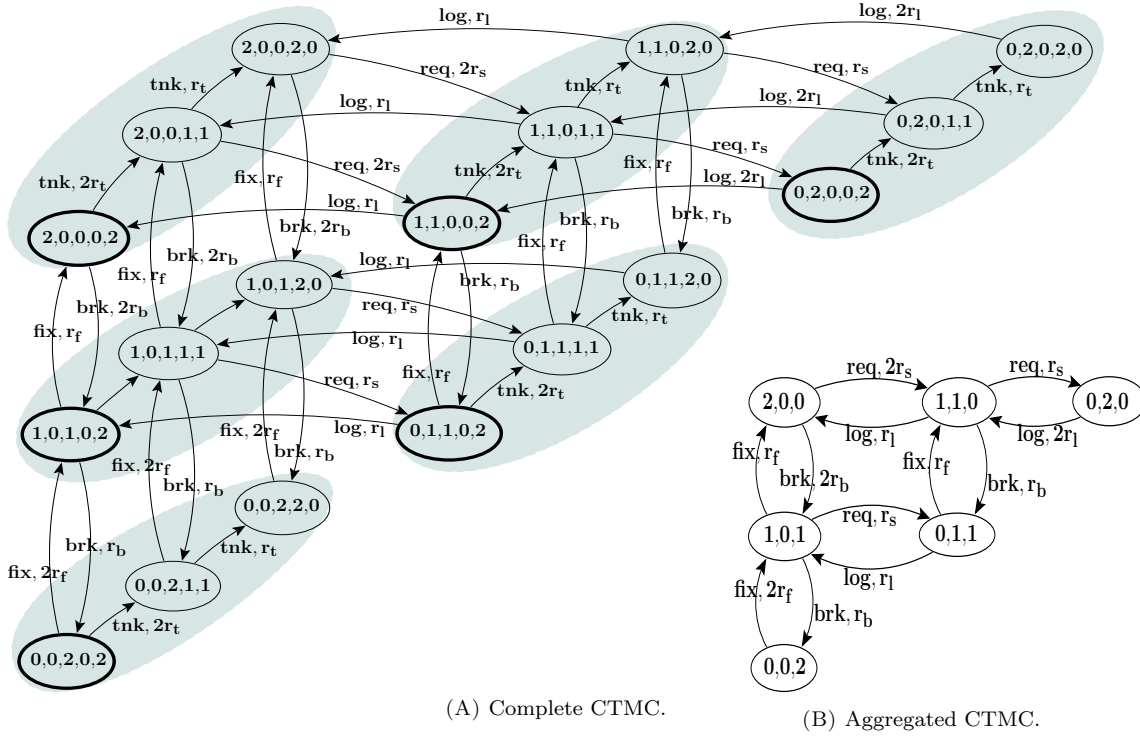 log, r_l
log, 2r_l
2,0,0,2,0
1,1,0,2,0
0,2,0,2,0
req, 2r_s
req, r_s
tnk, r_t
tnk, r_t
tnk, r_t
log, r_l
log, 2r_l
2,0,0,1,1
1,1,0,1,1
0,2,0,1,1
req, 2r_s
req, r_s
tnk, 2r_t
fix, r_f
tnk, 2r_t
fix, r_f
tnk, 2r_t
log, r_l
log, 2r_l
2,0,0,0,2
1,1,0,0,2
0,2,0,0,2
brk, 2r_b
brk, r_b
brk, r_b
fix, r_f
brk, 2r_b
fix, r_f
log, r_l
brk, r_b
1,0,1,2,0
0,1,1,2,0
fix, r_f
brk, 2r_b
req, r_s
tnk, r_t
log, r_l
1,0,1,1,1
0,1,1,1,1
req, r_s
fix, r_f
tnk, 2r_t
1,0,1,0,2
0,1,1,0,2
log, r_l
fix, 2r_f
brk, r_b
fix, 2r_f
brk, r_b
0,0,2,2,0
brk, r_b
tnk, r_t
fix, 2r_f
0,0,2,1,1
tnk, 2r_t
0,0,2,0,2
(A) Complete CTMC.
req, 2r_s
req, r_s
2,0,0
1,1,0
0,2,0
log, r_l
log, 2r_l
fix, r_f
brk, 2r_b
fix, r_f
brk, r_b
req, r_s
1,0,1
0,1,1
log, r_l
fix, 2r_f
brk, r_b
0,0,2
(B) Aggregated CTMC.